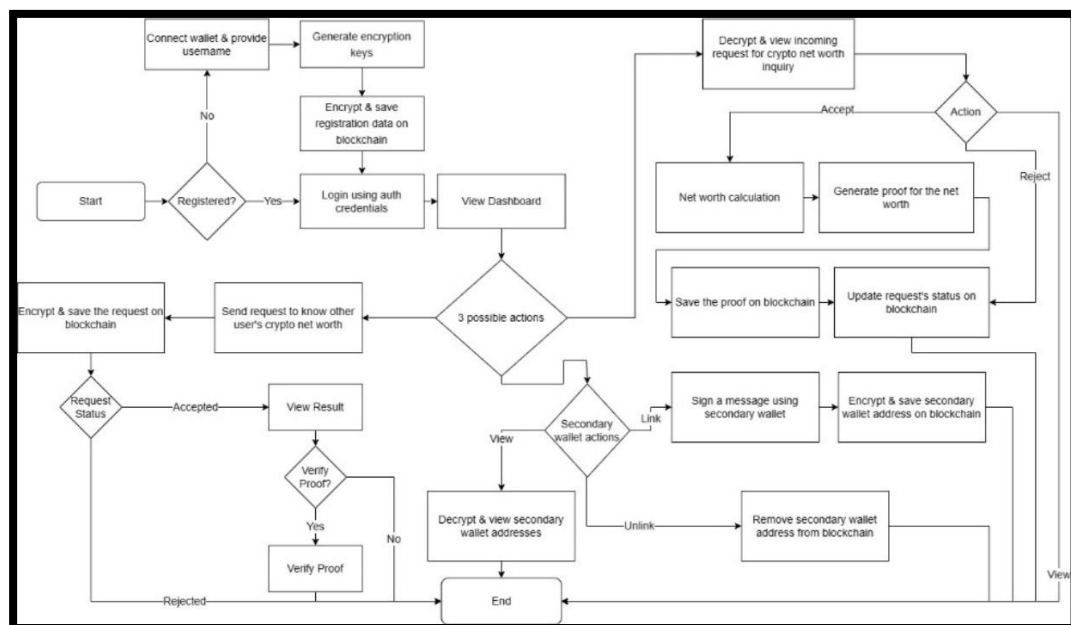 Connect wallet & provide
username
Generate encryption
keys
Decrypt & view incoming
request for crypto net worth
inquiry
No
Encrypt & save
registration data on
blockchain
Accept
Action
Start
Registered?
Yes
Login using auth
credentials
View Dashboard
Net worth calculation
Generate proof for the net
worth
Reject
Encrypt & save the request on
blockchain
Send request to know other
user's crypto net worth
3 possible actions
Save the proof on blockchain
Update request's status on
blockchain
Request
Status
Accepted
View Result
Secondary
wallet actions
Link
Sign a message using
secondary wallet
Encrypt & save secondary
wallet address on blockchain
View
Verify
Proof?
Yes
No
Decrypt & view secondary
wallet addresses
Unlink
Remove secondary wallet
address from blockchain
Verify Proof
View
Rejected
End